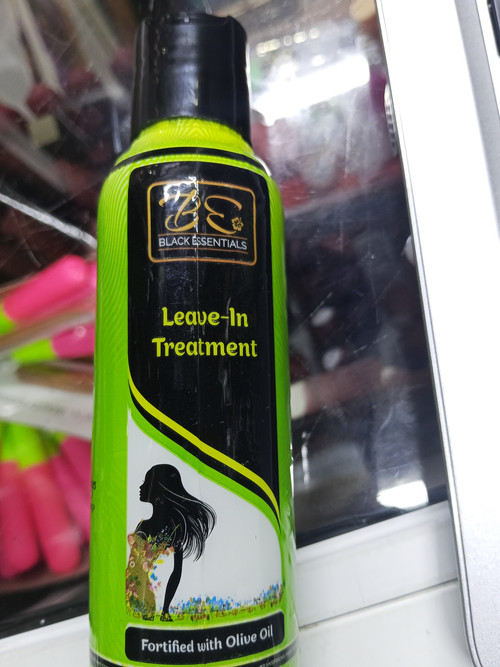 BE
BLACK ESSENTIALS
Leave-In
Treatment
Fortified with Olive Oil